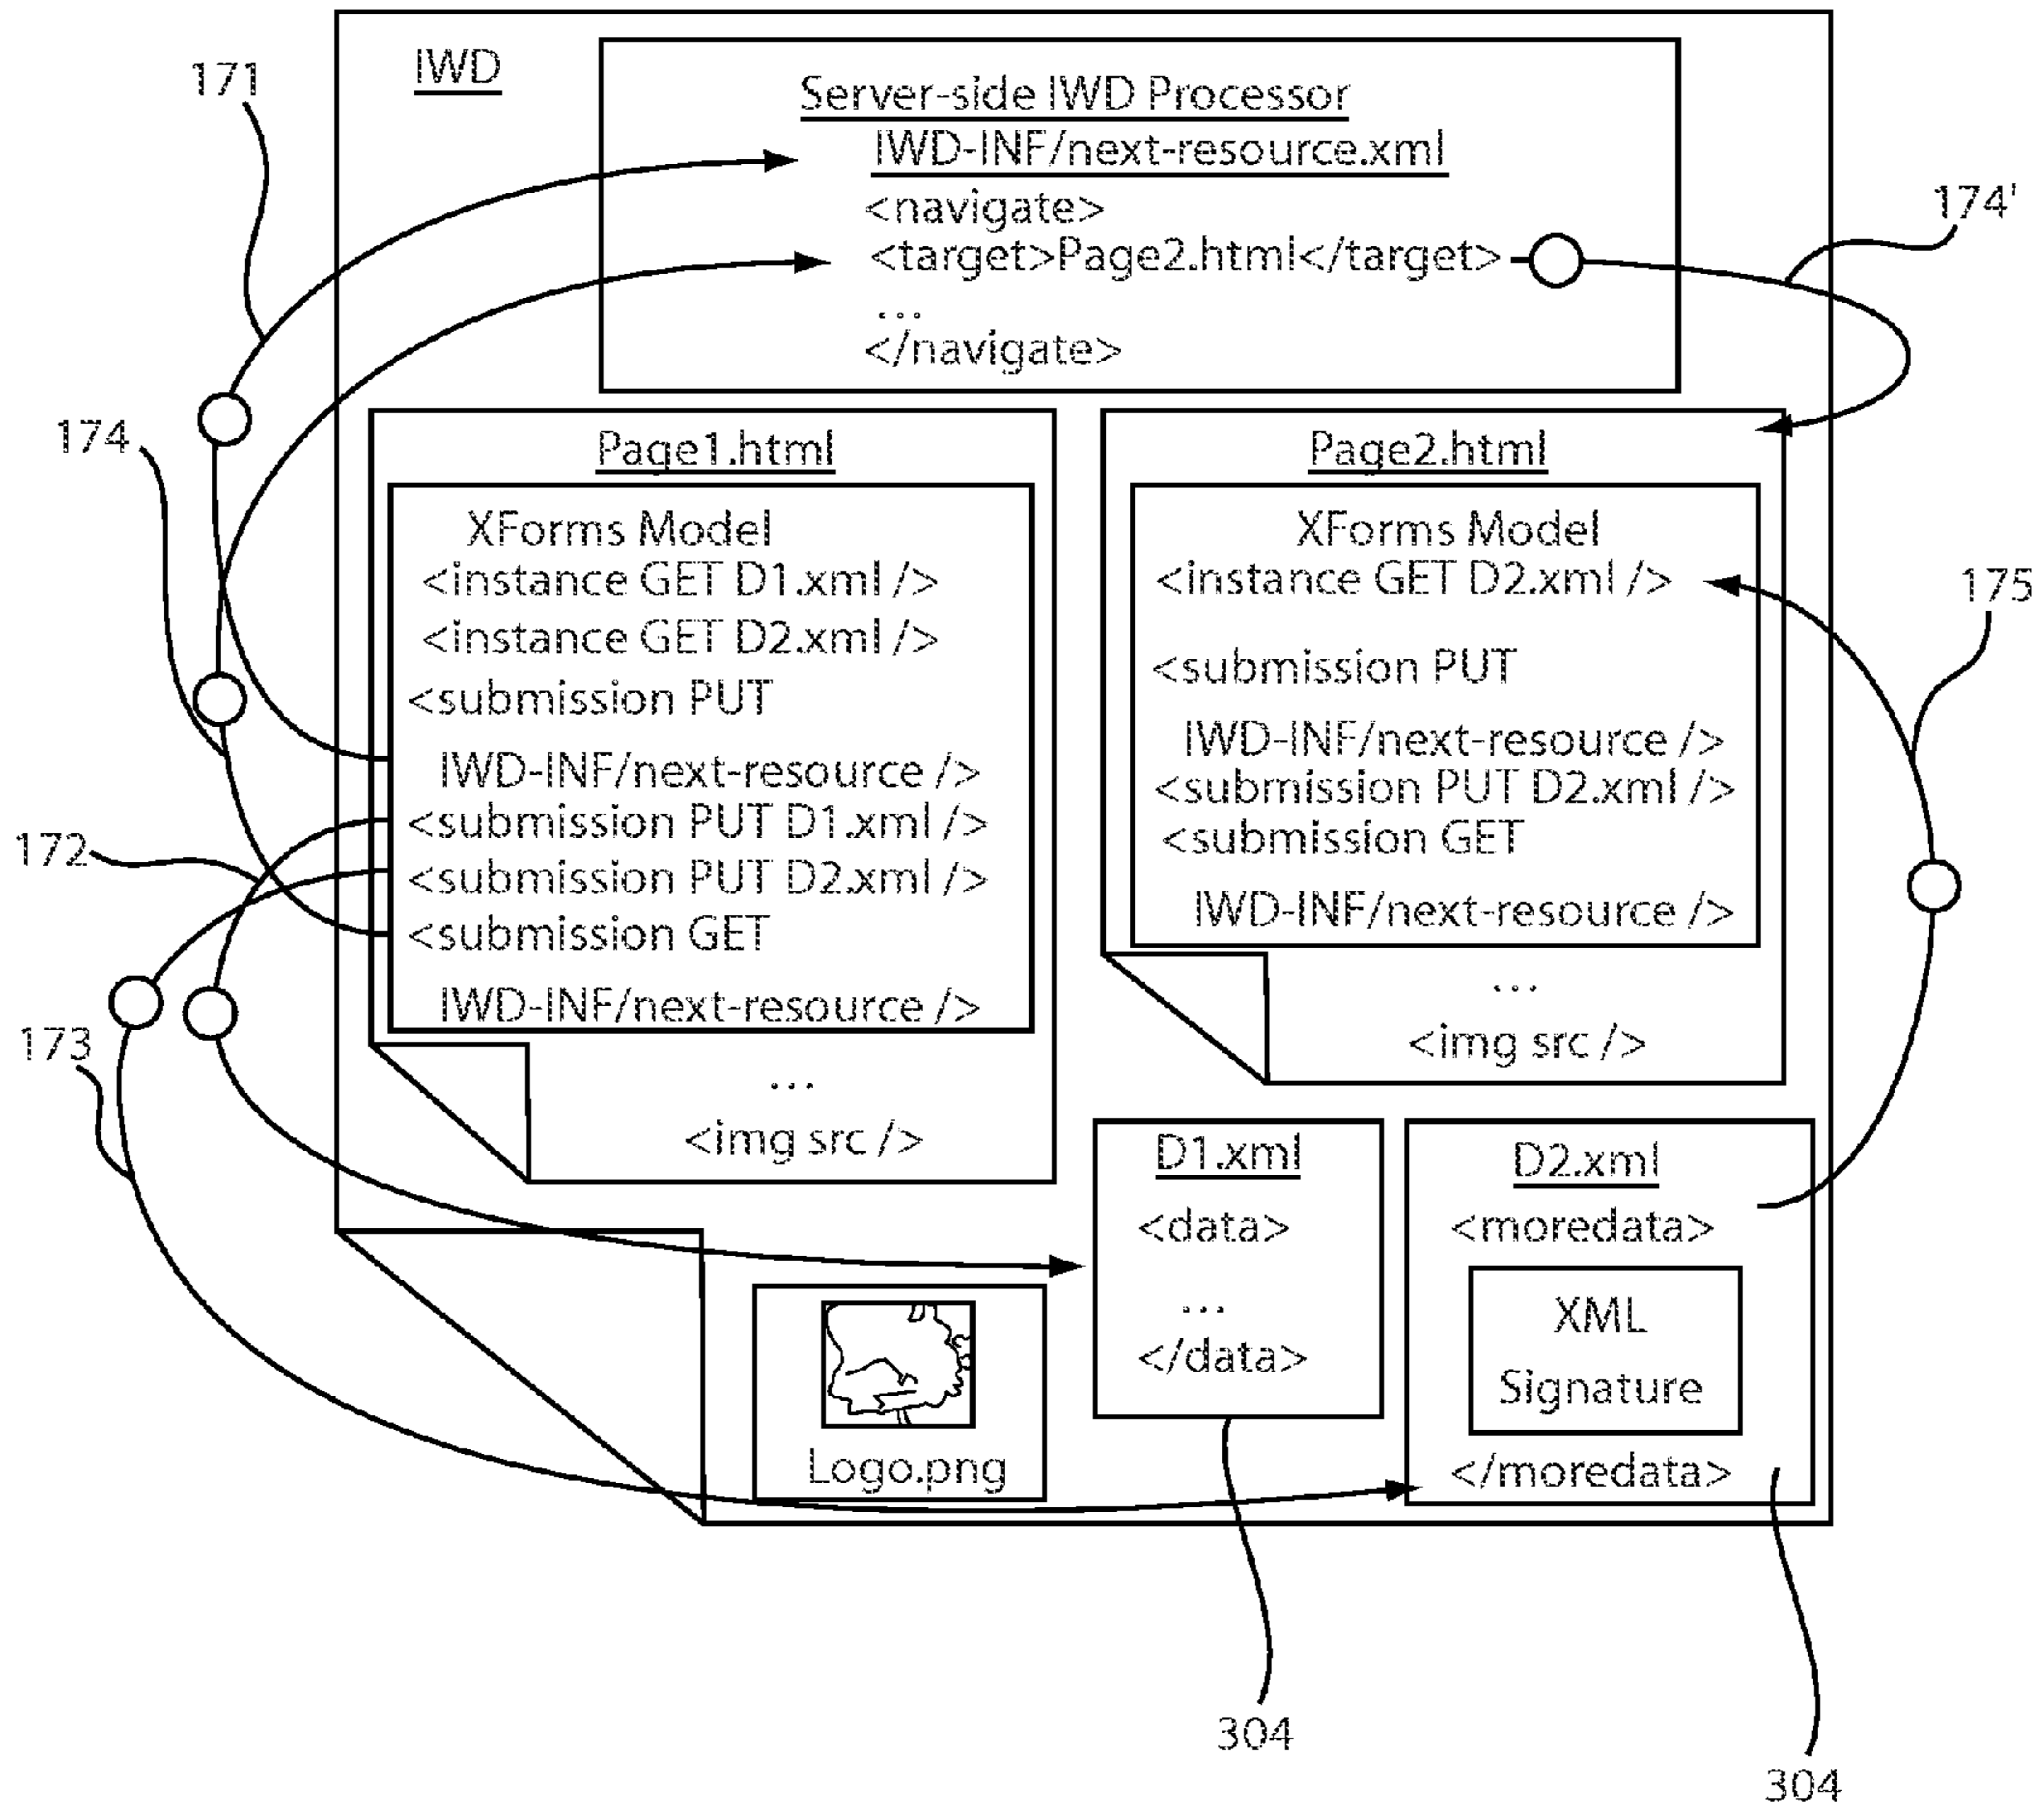 IWD
171
Server-side IWD Processor
IWD-INF/next-resource.xml
<navigate>
<target>Page2.html</target>
...
</navigate>
174'
174
Page1.html
XForms Model
<instance GET D1.xml />
<instance GET D2.xml />
<submission PUT
IWD-INF/next-resource />
<submission PUT D1.xml />
<submission PUT D2.xml />
<submission GET
IWD-INF/next-resource />
...
<img src />
172
173
Page2.html
XForms Model
<instance GET D2.xml />
<submission PUT
IWD-INF/next-resource />
<submission PUT D2.xml />
<submission GET
IWD-INF/next-resource />
...
<img src />
175
Logo.png
D1.xml
<data>
...
</data>
D2.xml
<moredata>
XML
Signature
</moredata>
304
304